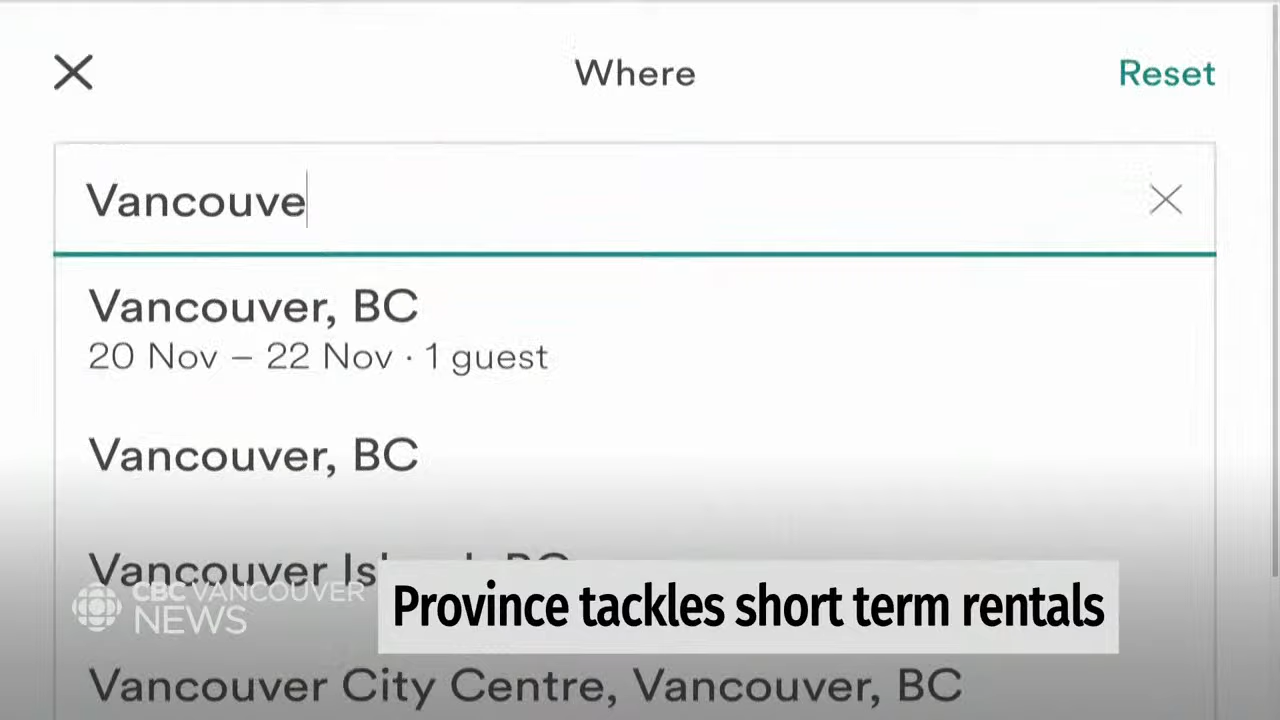 Where
Reset
Vancouve
Vancouver, BC
20 Nov – 22 Nov · 1 guest
Vancouver, BC
Vancouver
CBC VANCOUVER
NEWS
Province tackles short term rentals
Vancouver City Centre, Vancouver, BC